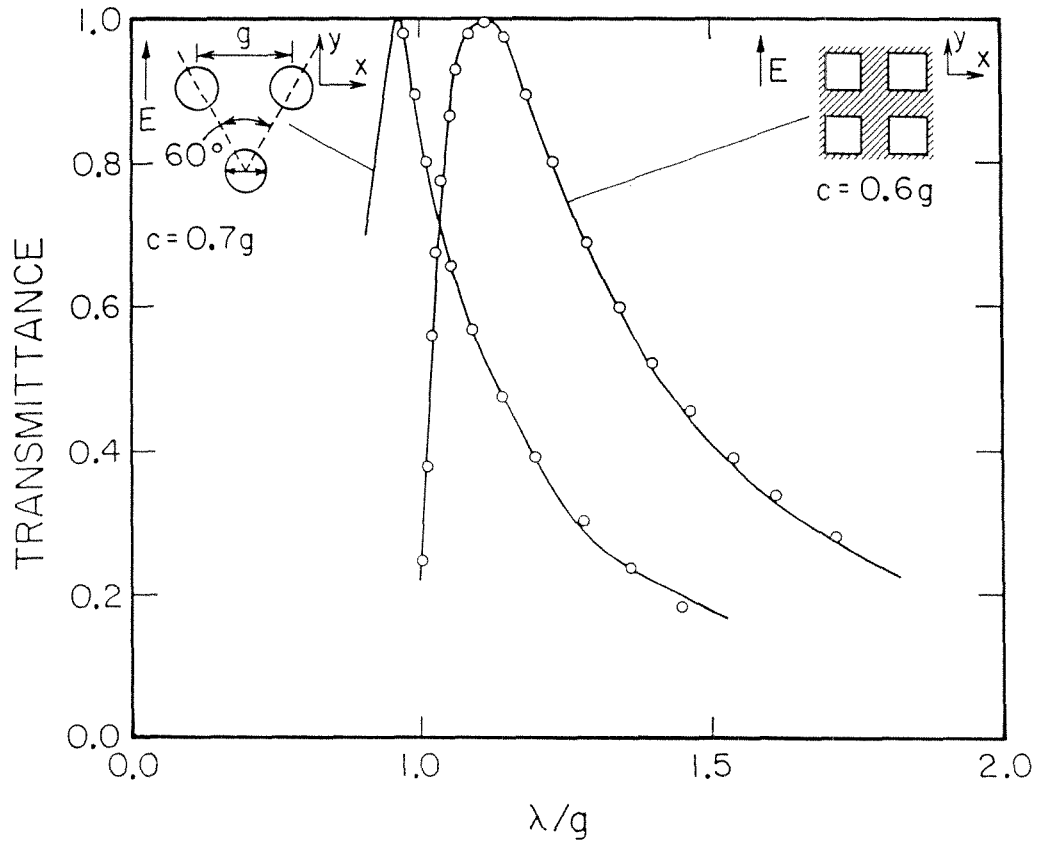 1.0
0.8
0.6
0.4
0.2
0.0
TRANSMITTANCE
E
g
y
x
60°
c=0.7g
E
y
x
c=0.6g
0.0
1.0
1.5
2.0
λ/g